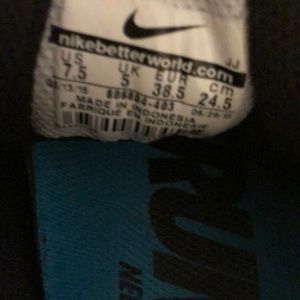 nikebetterworld.com
US UK EUR cm
7.5 5 38.5 24.5
MADE IN INDONESIA
FABRIQUE EN INDONESIE
RUN